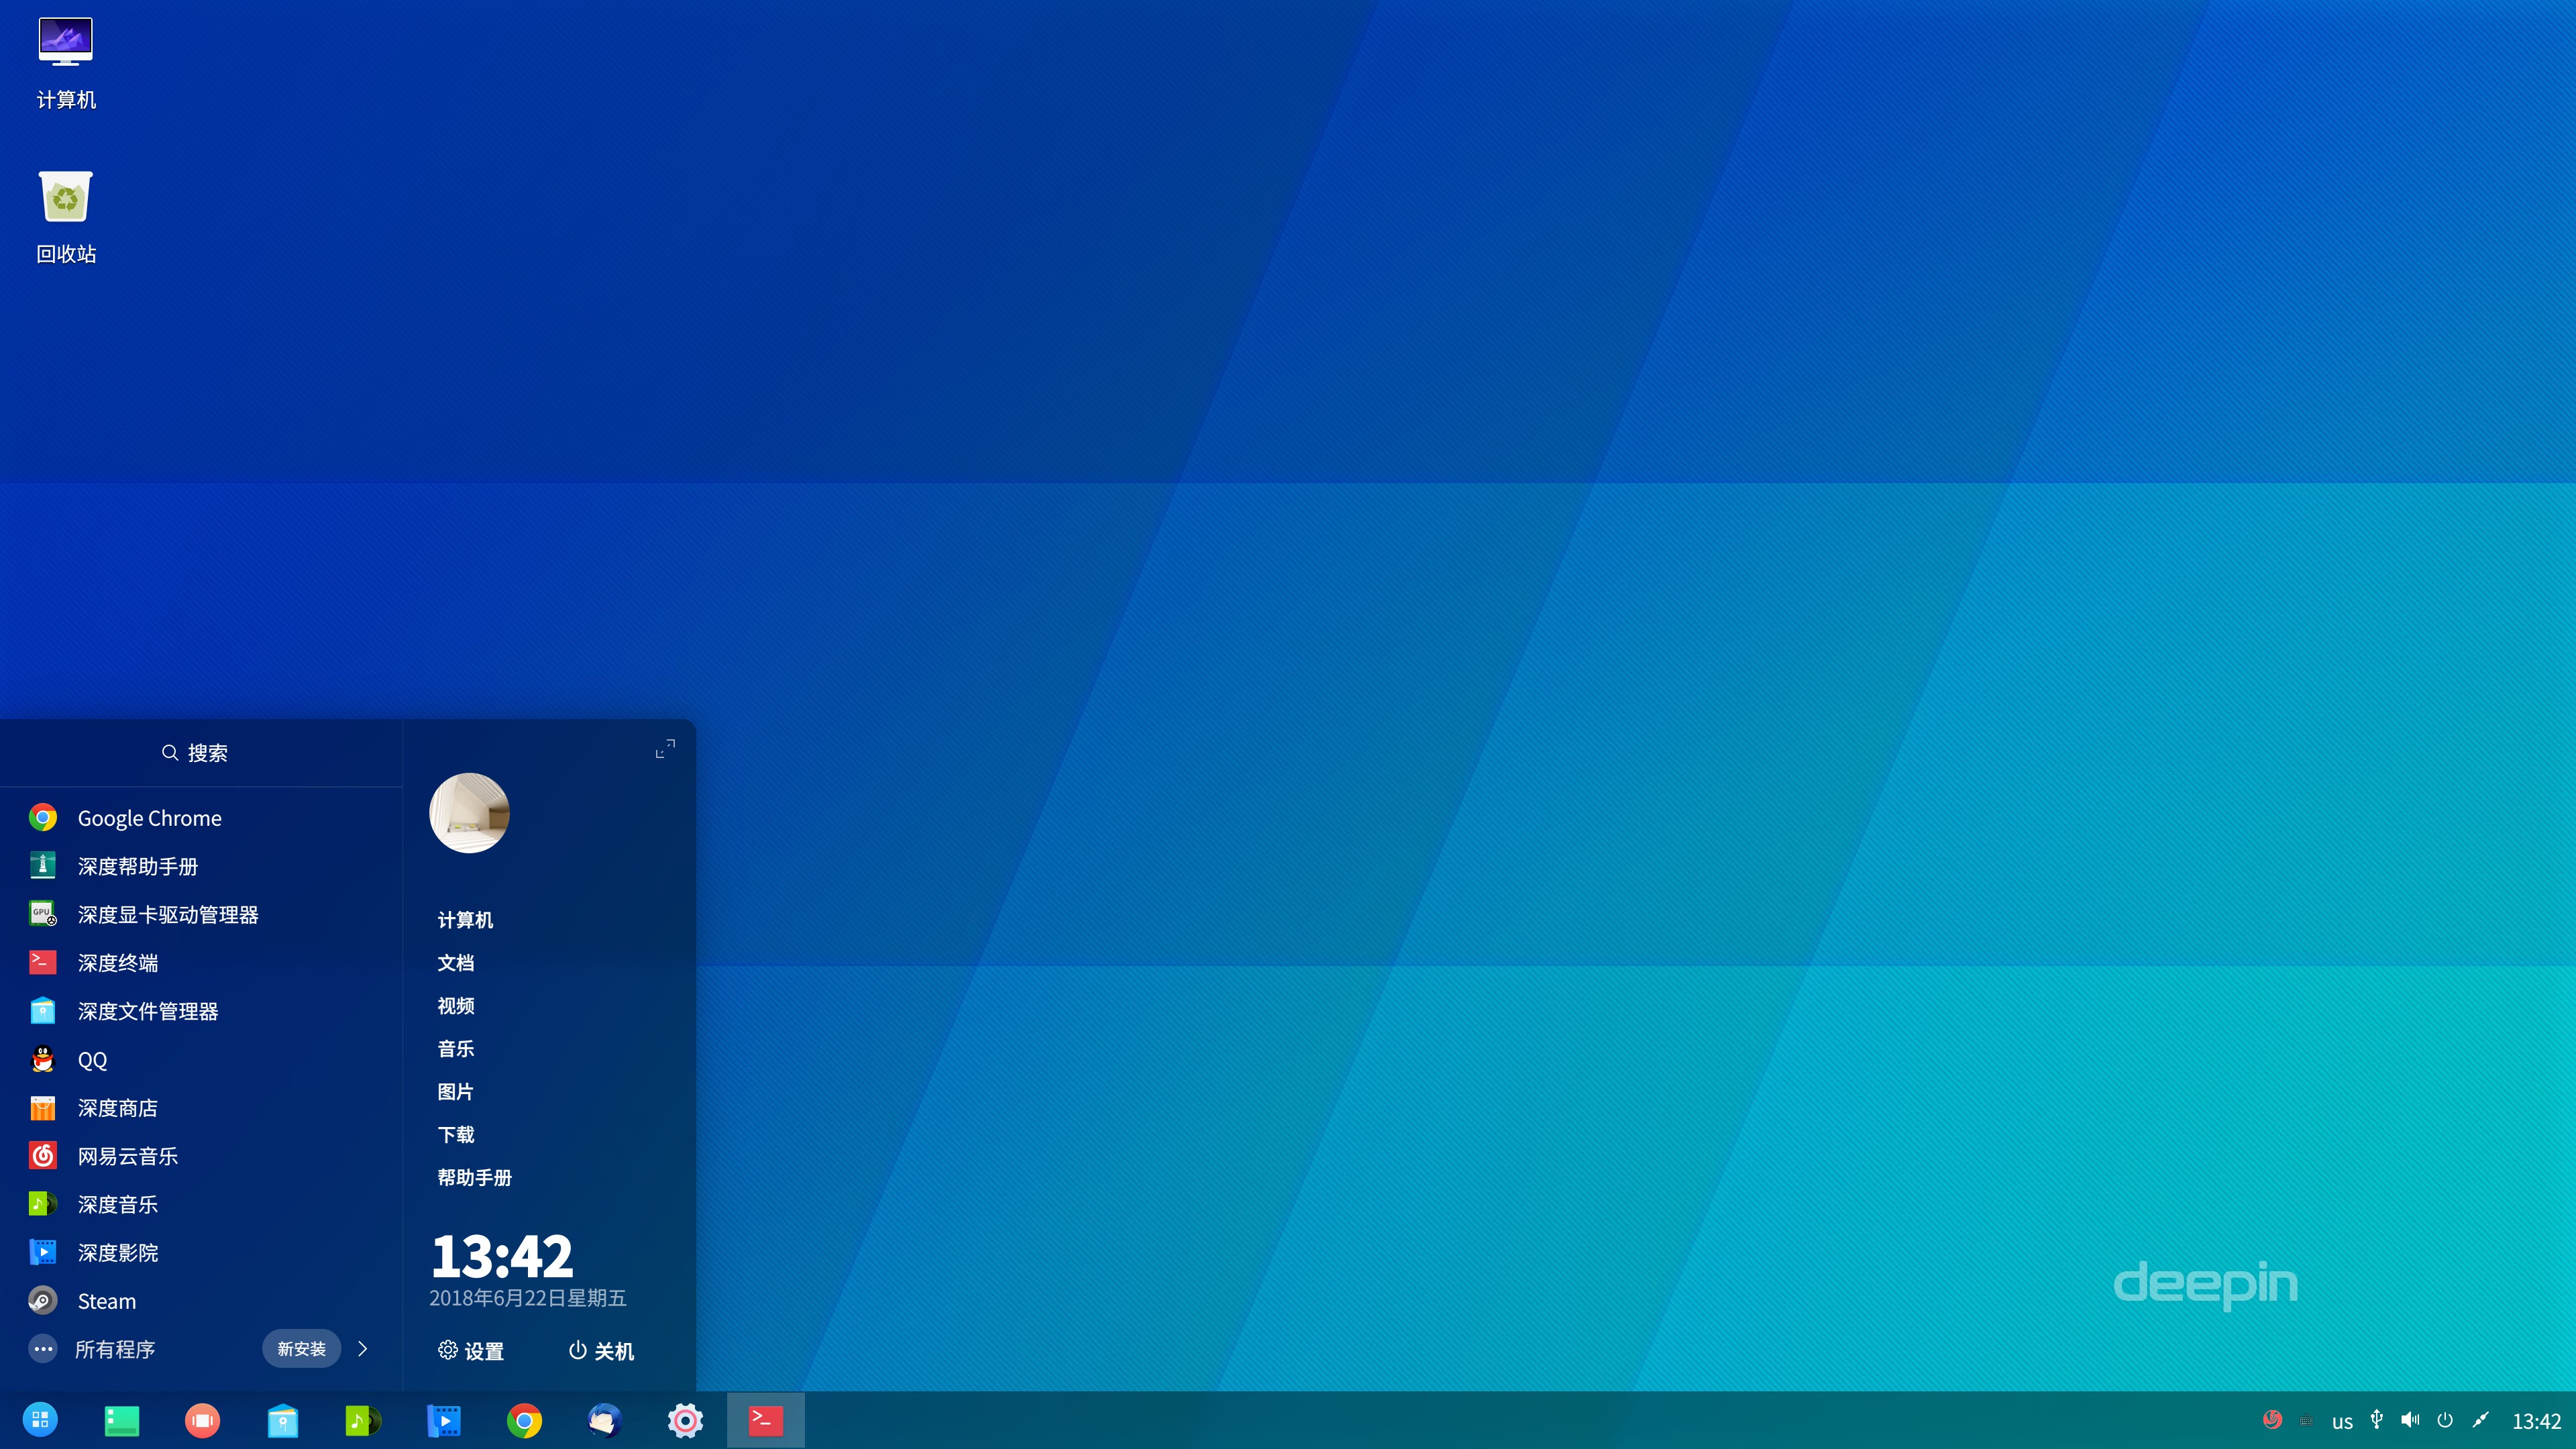 计算机
回收站
搜索
Google Chrome
深度帮助手册
GPU
深度显卡驱动管理器
深度终端
深度文件管理器
QQ
深度商店
网易云音乐
深度音乐
深度影院
Steam
所有程序
新安装
计算机
文档
视频
音乐
图片
下载
帮助手册
13:42
2018年6月22日星期五
设置
关机
deepin
us
13:42